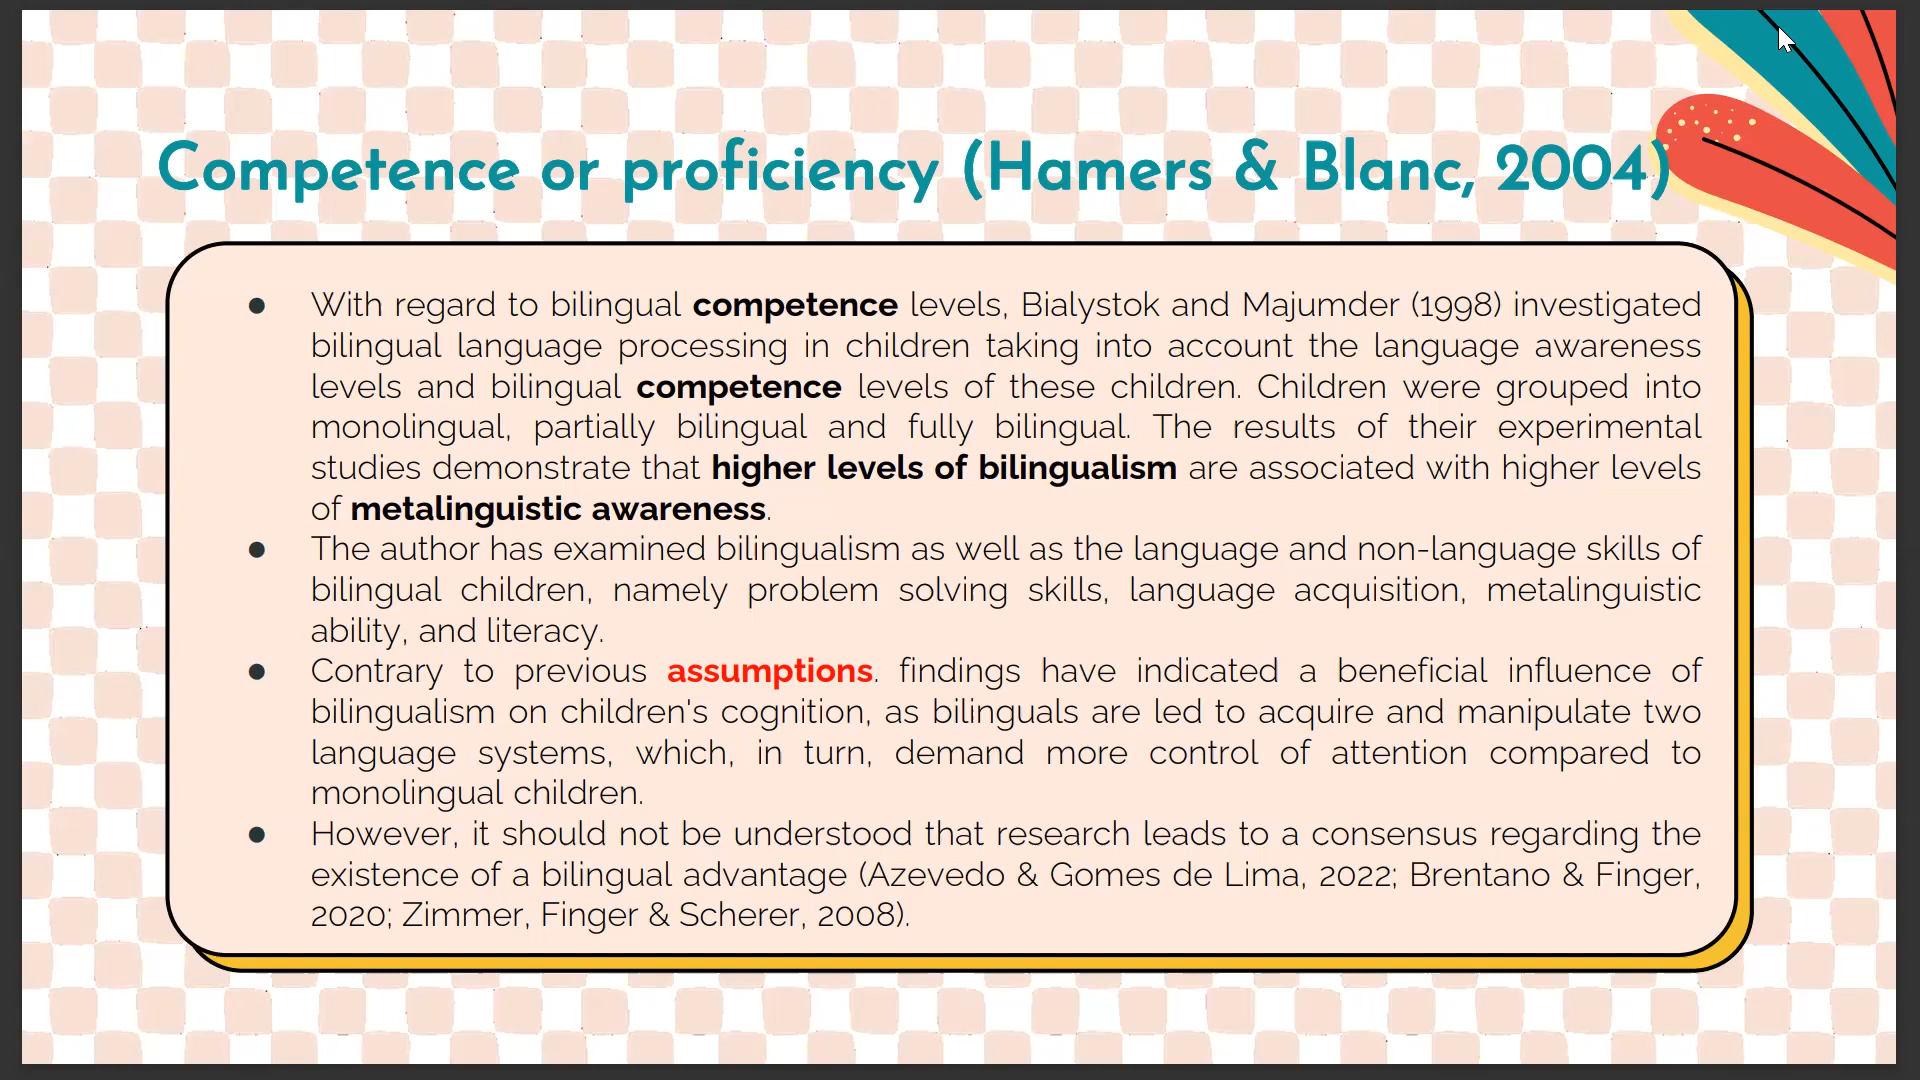 Competence or proficiency (Hamers & Blanc, 2004)
● With regard to bilingual competence levels, Bialystok and Majumder (1998) investigated
bilingual language processing in children taking into account the language awareness
levels and bilingual competence levels of these children. Children were grouped into
monolingual, partially bilingual and fully bilingual. The results of their experimental
studies demonstrate that higher levels of bilingualism are associated with higher levels
of metalinguistic awareness.
● The author has examined bilingualism as well as the language and non-language skills of
bilingual children, namely problem solving skills, language acquisition, metalinguistic
ability, and literacy.
● Contrary to previous assumptions. findings have indicated a beneficial influence of
bilingualism on children's cognition, as bilinguals are led to acquire and manipulate two
language systems, which, in turn, demand more control of attention compared to
monolingual children.
● However, it should not be understood that research leads to a consensus regarding the
existence of a bilingual advantage (Azevedo & Gomes de Lima, 2022; Brentano & Finger,
2020; Zimmer, Finger & Scherer, 2008).